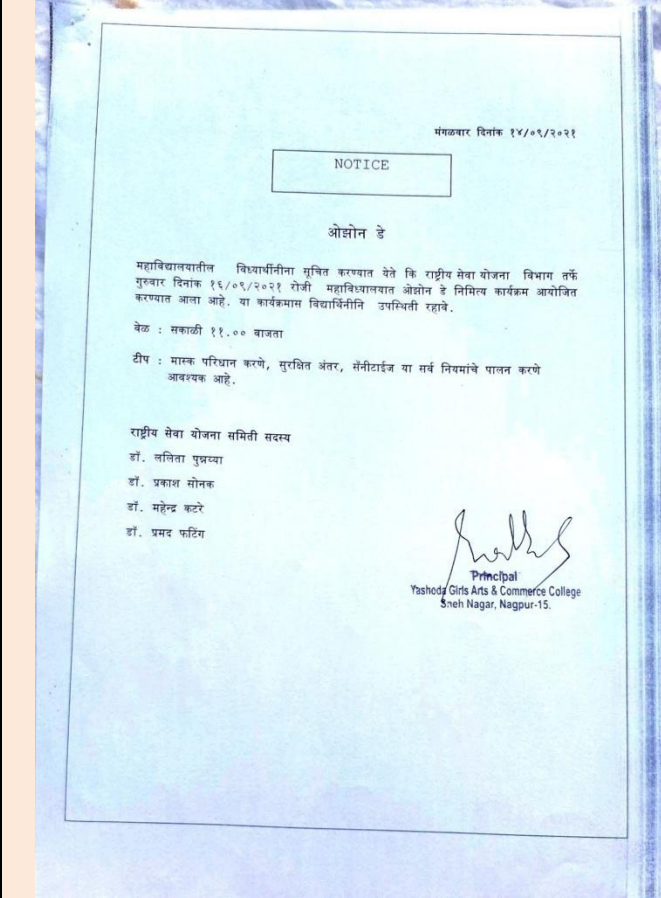 मंगळवार दिनांक १४/०९/२०२१
NOTICE
ओझोन डे
महाविद्यालयातील विध्यार्थीनीना सूचित करण्यात येते कि राष्ट्रीय सेवा योजना विभाग तर्फे
गुरुवार दिनांक १६/०९/२०२१ रोजी महाविध्यालयात ओझोन डे निमित्य कार्यक्रम आयोजित
करण्यात आला आहे. या कार्यक्रमास विद्यार्थिनीनि उपस्थिती रहावे.
वेळ : सकाळी ११.०० वाजता
टीप : मास्क परिधान करणे, सुरक्षित अंतर, सॅनीटाईज या सर्व नियमांचे पालन करणे
आवश्यक आहे.
राष्ट्रीय सेवा योजना समिती सदस्य
डॉ. ललिता पुन्नय्या
डॉ. प्रकाश सोनक
डॉ. महेन्द्र कटरे
डॉ. प्रमद फटिंग
Principal
Yashoda Girls Arts & Commerce College
Sneh Nagar, Nagpur-15.